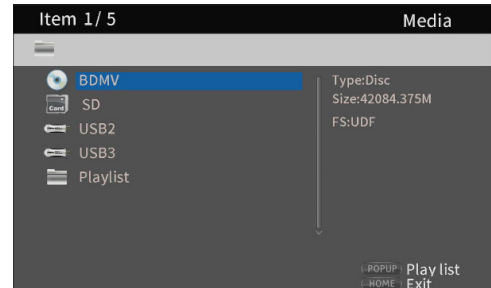 Item 1/ 5 Media
BDMV
SD
Card
USB2
USB3
Playlist
Type:Disc
Size:42084.375M
FS:UDF
POPUP Play list
HOME Exit